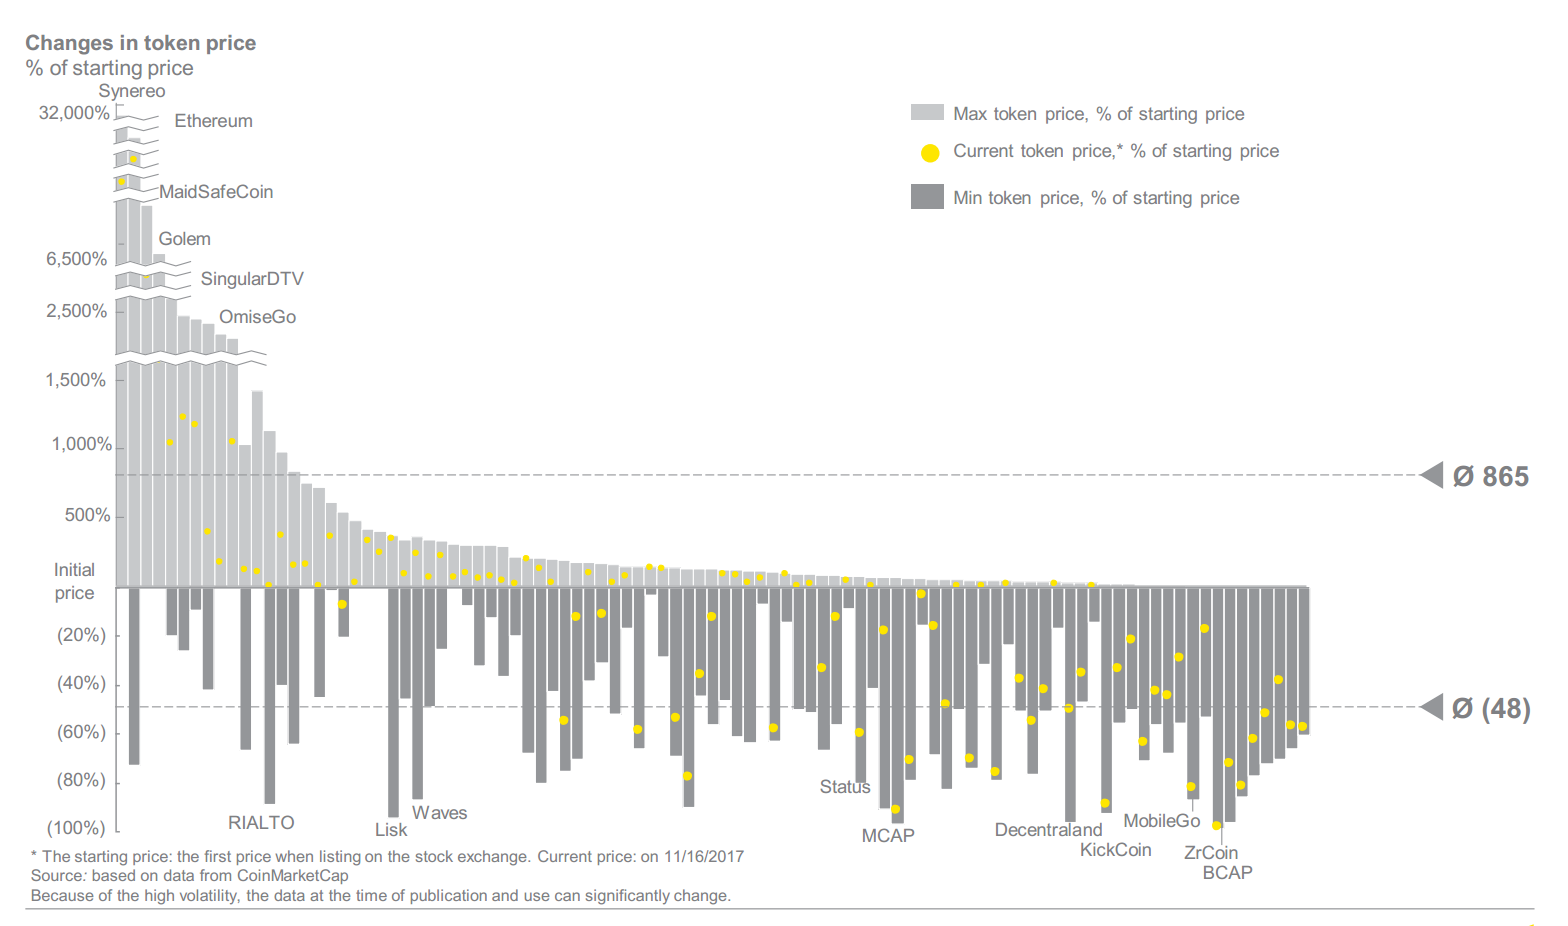 Changes in token price
% of starting price
Synereo
32,000%
Ethereum
Max token price, % of starting price
Current token price,* % of starting price
MaidSafeCoin
Min token price, % of starting price
Golem
6,500%
SingularDTV
2,500%
OmiseGo
1,500%
1,000%
Ø 865
500%
Initial
price
(20%)
(40%)
Ø (48)
(60%)
(80%)
Status
Waves
MobileGo
RIALTO
(100%)
Lisk
MCAP
Decentraland
KickCoin
ZrCoin
BCAP
* The starting price: the first price when listing on the stock exchange. Current price: on 11/16/2017
Source: based on data from CoinMarketCap
Because of the high volatility, the data at the time of publication and use can significantly change.